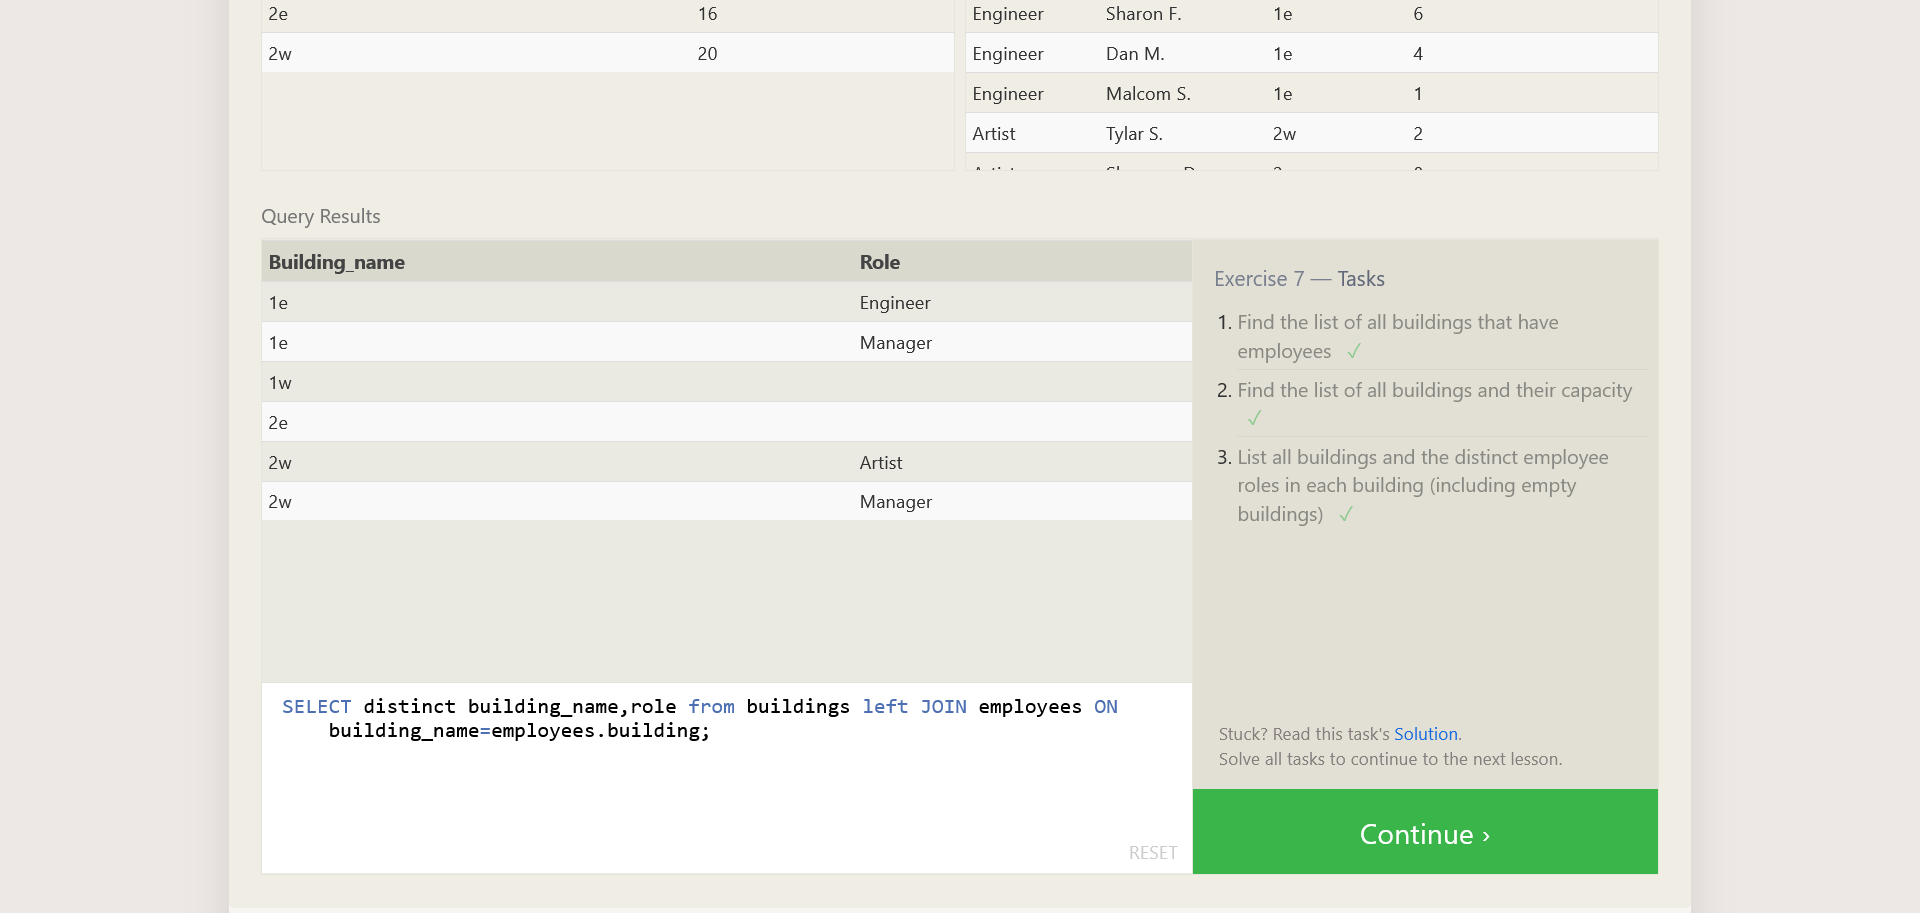 2e 16
2w 20
Engineer Sharon F. 1e 6
Engineer Dan M. 1e 4
Engineer Malcom S. 1e 1
Artist Tylar S. 2w 2
Query Results
Building_name Role
1e Engineer
1e Manager
1w
2e
2w Artist
2w Manager
SELECT distinct building_name,role from buildings left JOIN employees ON
building_name=employees.building;
RESET
Exercise 7 — Tasks
1. Find the list of all buildings that have
employees ✓
2. Find the list of all buildings and their capacity
✓
3. List all buildings and the distinct employee
roles in each building (including empty
buildings) ✓
Stuck? Read this task's Solution.
Solve all tasks to continue to the next lesson.
Continue ›